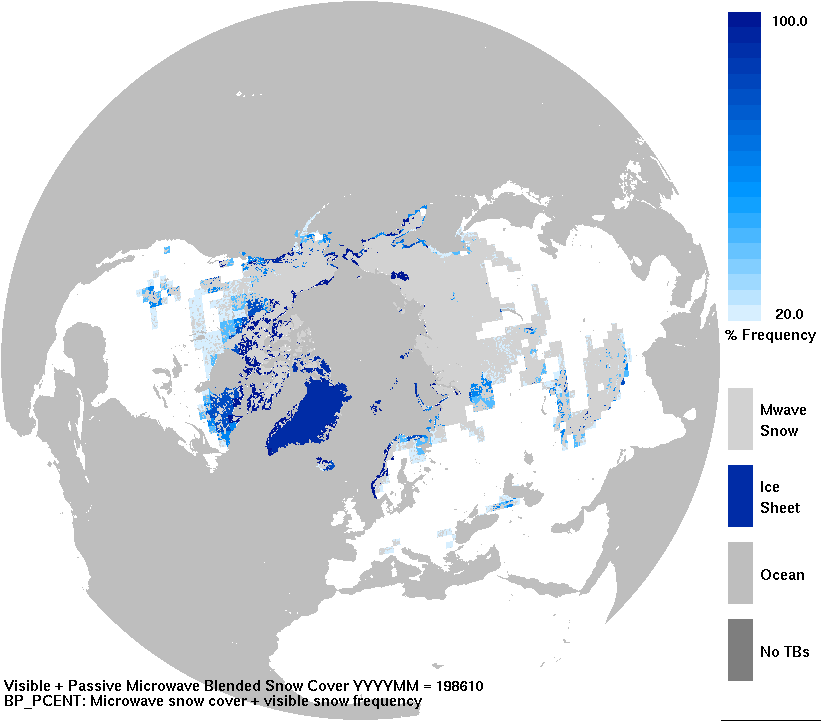 100.0
20.0
% Frequency
Mwave
Snow
Ice
Sheet
Ocean
No TBs
Visible + Passive Microwave Blended Snow Cover YYYYMM = 198610
BP_PCENT: Microwave snow cover + visible snow frequency